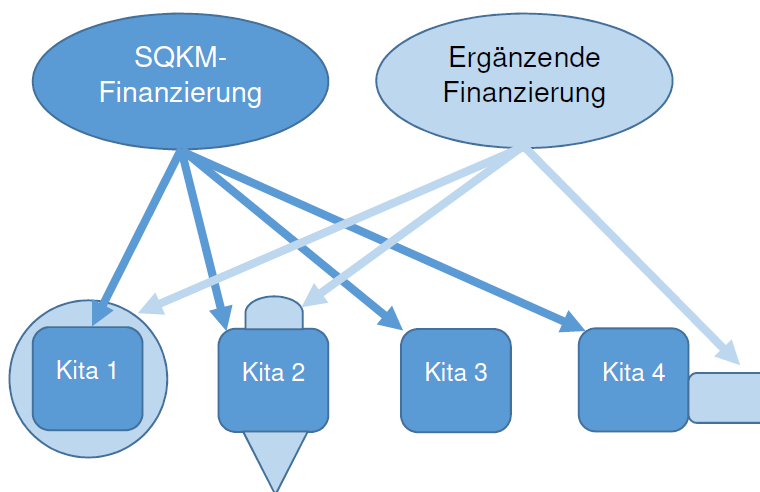 SQKM-
Finanzierung
Ergänzende
Finanzierung
Kita 1
Kita 2
Kita 3
Kita 4